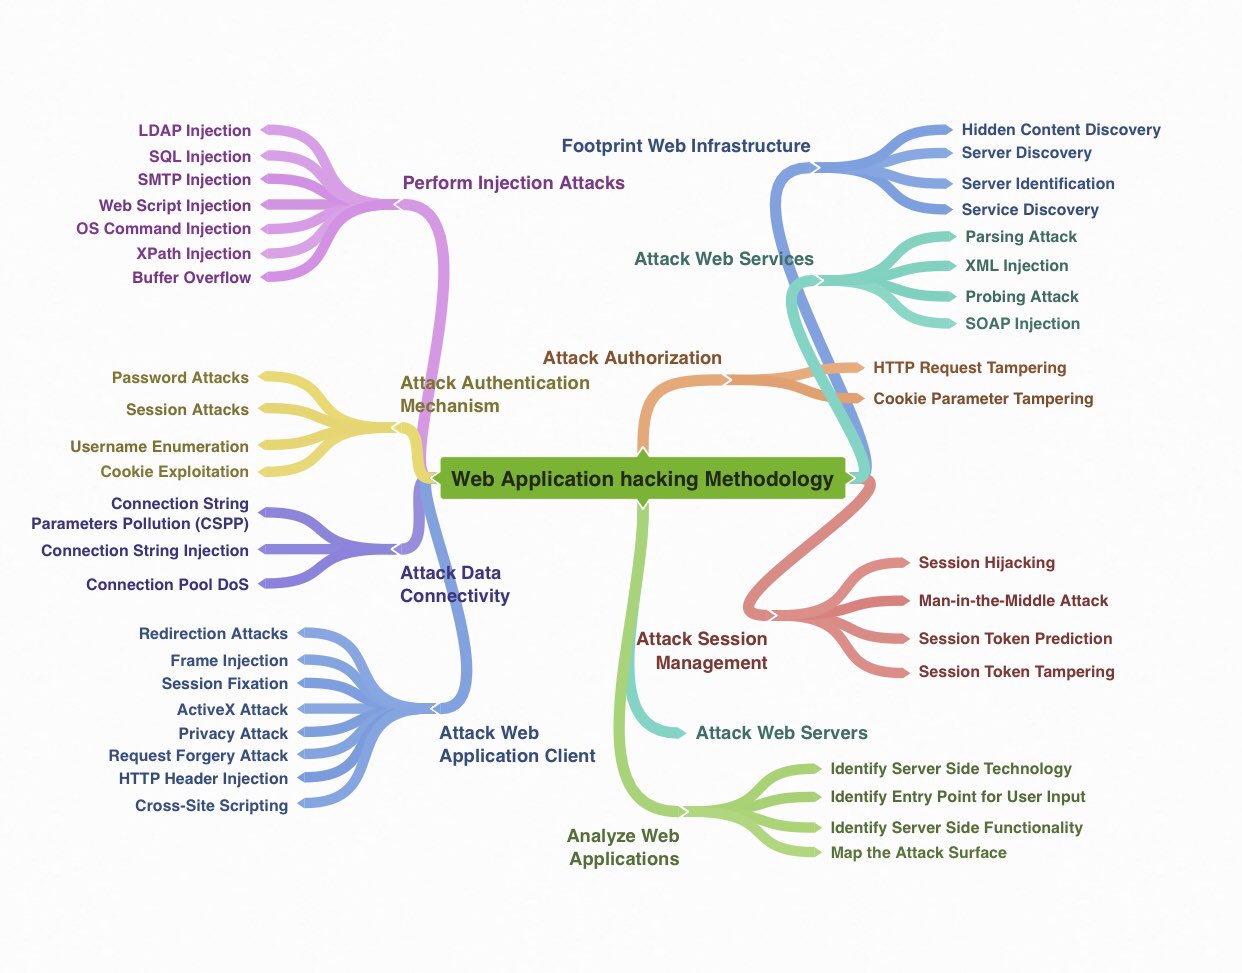 Web Application hacking Methodology
Footprint Web Infrastructure
Hidden Content Discovery
Server Discovery
Server Identification
Service Discovery
Attack Web Services
Parsing Attack
XML Injection
Probing Attack
SOAP Injection
Attack Authorization
HTTP Request Tampering
Cookie Parameter Tampering
Attack Session
Management
Session Hijacking
Man-in-the-Middle Attack
Session Token Prediction
Session Token Tampering
Attack Web Servers
Analyze Web
Applications
Identify Server Side Technology
Identify Entry Point for User Input
Identify Server Side Functionality
Map the Attack Surface
Perform Injection Attacks
LDAP Injection
SQL Injection
SMTP Injection
Web Script Injection
OS Command Injection
XPath Injection
Buffer Overflow
Attack Authentication
Mechanism
Password Attacks
Session Attacks
Username Enumeration
Cookie Exploitation
Attack Data
Connectivity
Connection String
Parameters Pollution (CSPP)
Connection String Injection
Connection Pool DoS
Attack Web
Application Client
Redirection Attacks
Frame Injection
Session Fixation
ActiveX Attack
Privacy Attack
Request Forgery Attack
HTTP Header Injection
Cross-Site Scripting